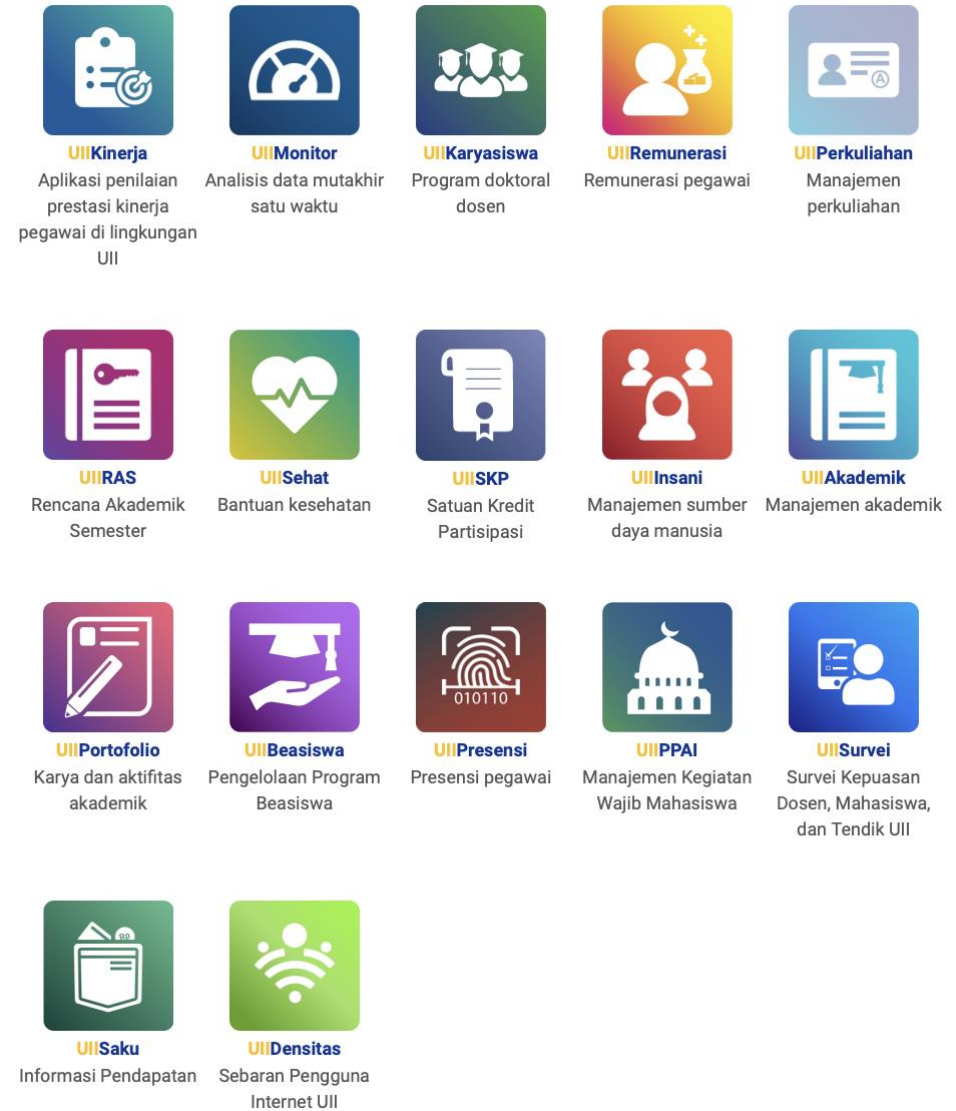 UIIKinerja
Aplikasi penilaian
prestasi kinerja
pegawai di lingkungan
UII
UIIMonitor
Analisis data mutakhir
satu waktu
UIIKaryasiswa
Program doktoral
dosen
UIIRemunerasi
Remunerasi pegawai
A
UIIPerkuliahan
Manajemen
perkuliahan
UIIRAS
Rencana Akademik
Semester
UIISehat
Bantuan kesehatan
UIISKP
Satuan Kredit
Partisipasi
UIIInsani
Manajemen sumber
daya manusia
UIIAkademik
Manajemen akademik
UIIPortofolio
Karya dan aktifitas
akademik
UIIBeasiswa
Pengelolaan Program
Beasiswa
010110
UIIPresensi
Presensi pegawai
UIIPPAI
Manajemen Kegiatan
Wajib Mahasiswa
UIISurvei
Survei Kepuasan
Dosen, Mahasiswa,
dan Tendik UII
UIISaku
Informasi Pendapatan
UIIDensitas
Sebaran Pengguna
Internet UII